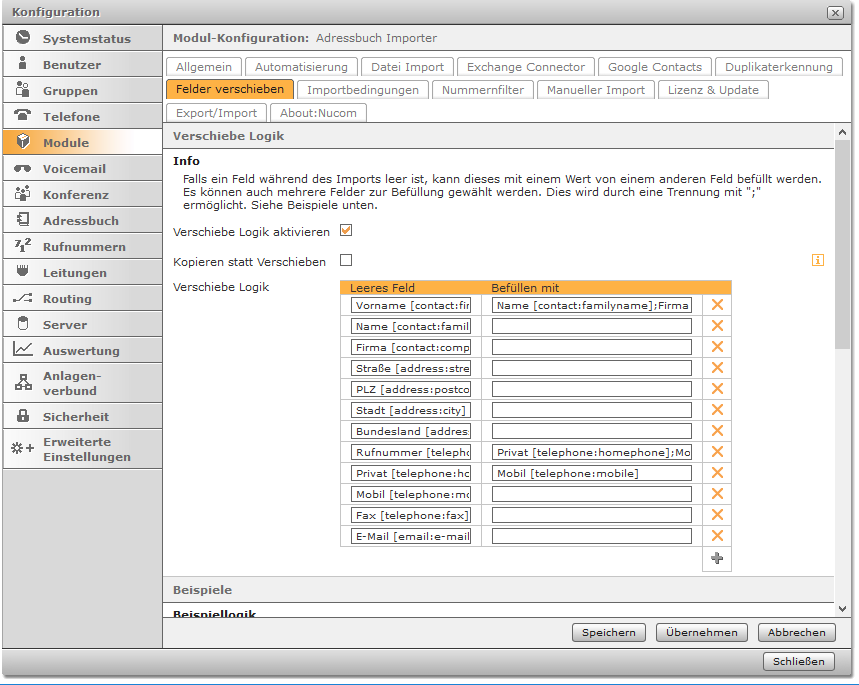 Konfiguration
Systemstatus
Benutzer
Gruppen
Telefone
Module
Voicemail
Konferenz
Adressbuch
Rufnummern
Leitungen
Routing
Server
Auswertung
Anlagen-
verbund
Sicherheit
Erweiterte
Einstellungen
Modul-Konfiguration: Adressbuch Importer
Allgemein Automatisierung Datei Import Exchange Connector Google Contacts Duplikaterkennung
Felder verschieben Importbedingungen Nummernfilter Manueller Import Lizenz & Update
Export/Import About:Nucom
Verschiebe Logik
Info
Falls ein Feld während des Imports leer ist, kann dieses mit einem Wert von einem anderen Feld befüllt werden.
Es können auch mehrere Felder zur Befüllung gewählt werden. Dies wird durch eine Trennung mit ";"
ermöglicht. Siehe Beispiele unten.
Verschiebe Logik aktivieren
Kopieren statt Verschieben
Verschiebe Logik
Leeres Feld Befüllen mit
Vorname [contact:fir Name [contact:familyname];Firma
Name [contact:famil
Firma [contact:comp
Straße [address:stre
PLZ [address:postco
Stadt [address:city]
Bundesland [addres
Rufnummer [telepho Privat [telephone:homephone];Mo
Privat [telephone:ho Mobil [telephone:mobile]
Mobil [telephone:mo
Fax [telephone:fax]
E-Mail [email:e-mail
Beispiele
Beispiellogik
Speichern Übernehmen Abbrechen
Schließen